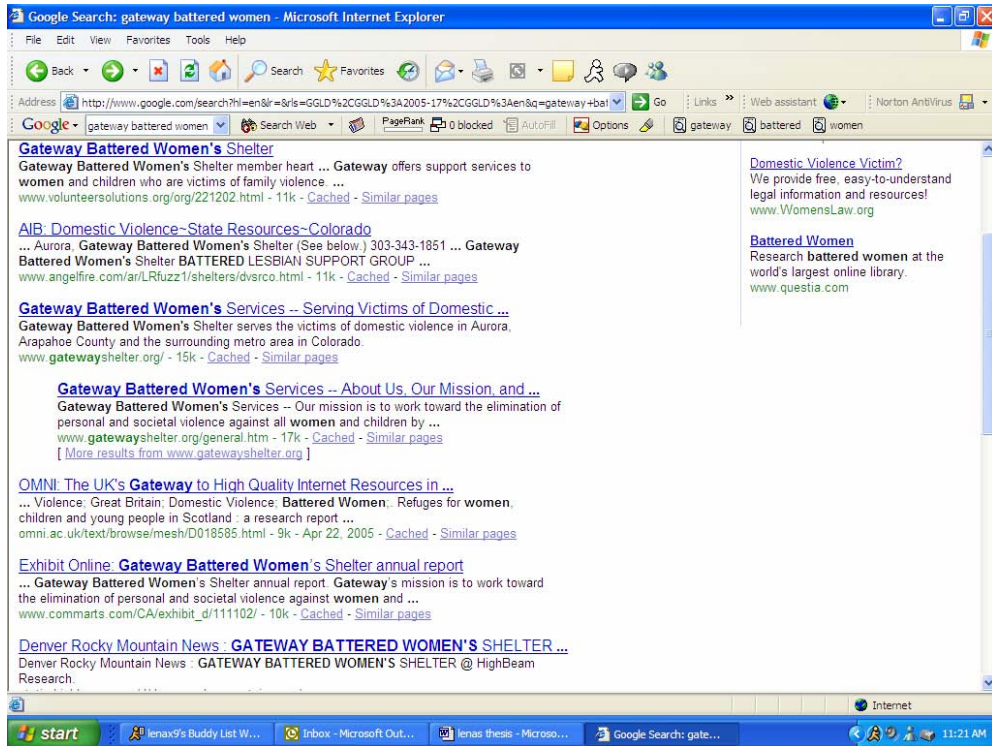 Google Search: gateway battered women - Microsoft Internet Explorer
File Edit View Favorites Tools Help
Back Search Favorites
Address http://www.google.com/search?hl=en&lr=&rls=GGLD%2CGGLD%3A2005-17%2CGGLD%3Aen&q=gateway+bat Go Links » Web assistant Norton AntiVirus
Google gateway battered women Search Web PageRank 0 blocked AutoFill Options gateway battered women
Gateway Battered Women's Shelter
Gateway Battered Women's Shelter member heart ... Gateway offers support services to
women and children who are victims of family violence. ...
www.volunteersolutions.org/org/221202.html - 11k - Cached - Similar pages
AIB: Domestic Violence~State Resources~Colorado
... Aurora, Gateway Battered Women's Shelter (See below.) 303-343-1851 ... Gateway
Battered Women's Shelter BATTERED LESBIAN SUPPORT GROUP ...
www.angelfire.com/ar/LRfuzz1/shelters/dvsrco.html - 11k - Cached - Similar pages
Gateway Battered Women's Services -- Serving Victims of Domestic ...
Gateway Battered Women's Shelter serves the victims of domestic violence in Aurora,
Arapahoe County and the surrounding metro area in Colorado.
www.gatewayshelter.org/ - 15k - Cached - Similar pages
Gateway Battered Women's Services -- About Us, Our Mission, and ...
Gateway Battered Women's Services -- Our mission is to work toward the elimination of
personal and societal violence against all women and children by ...
www.gatewayshelter.org/general.htm - 17k - Cached - Similar pages
[ More results from www.gatewayshelter.org ]
OMNI: The UK's Gateway to High Quality Internet Resources in ...
... Violence; Great Britain; Domestic Violence; Battered Women;. Refuges for women,
children and young people in Scotland : a research report ...
omni.ac.uk/text/browse/mesh/D018585.html - 9k - Apr 22, 2005 - Cached - Similar pages
Exhibit Online: Gateway Battered Women's Shelter annual report
... Gateway Battered Women's Shelter annual report. Gateway's mission is to work toward
the elimination of personal and societal violence against women and ...
www.commarts.com/CA/exhibit_d/111102/ - 10k - Cached - Similar pages
Denver Rocky Mountain News : GATEWAY BATTERED WOMEN'S SHELTER ...
Denver Rocky Mountain News : GATEWAY BATTERED WOMEN'S SHELTER @ HighBeam
Research.
Domestic Violence Victim?
We provide free, easy-to-understand
legal information and resources!
www.WomensLaw.org
Battered Women
Research battered women at the
world's largest online library.
www.questia.com
Internet
start lenax9's Buddy List W... Inbox - Microsoft Out... lenas thesis - Microso... Google Search: gate... 11:21 AM